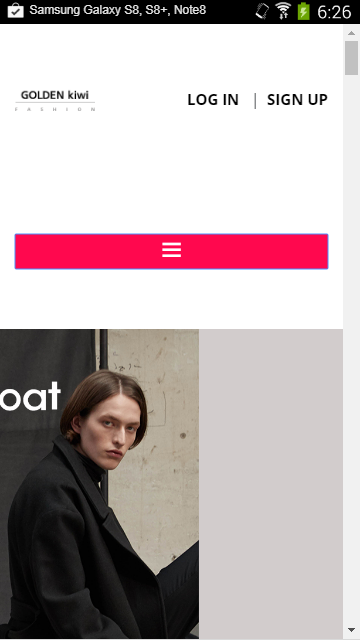 Samsung Galaxy S8, S8+, Note8
6:26
GOLDEN kiwi
FASHION
LOG IN | SIGN UP
oat